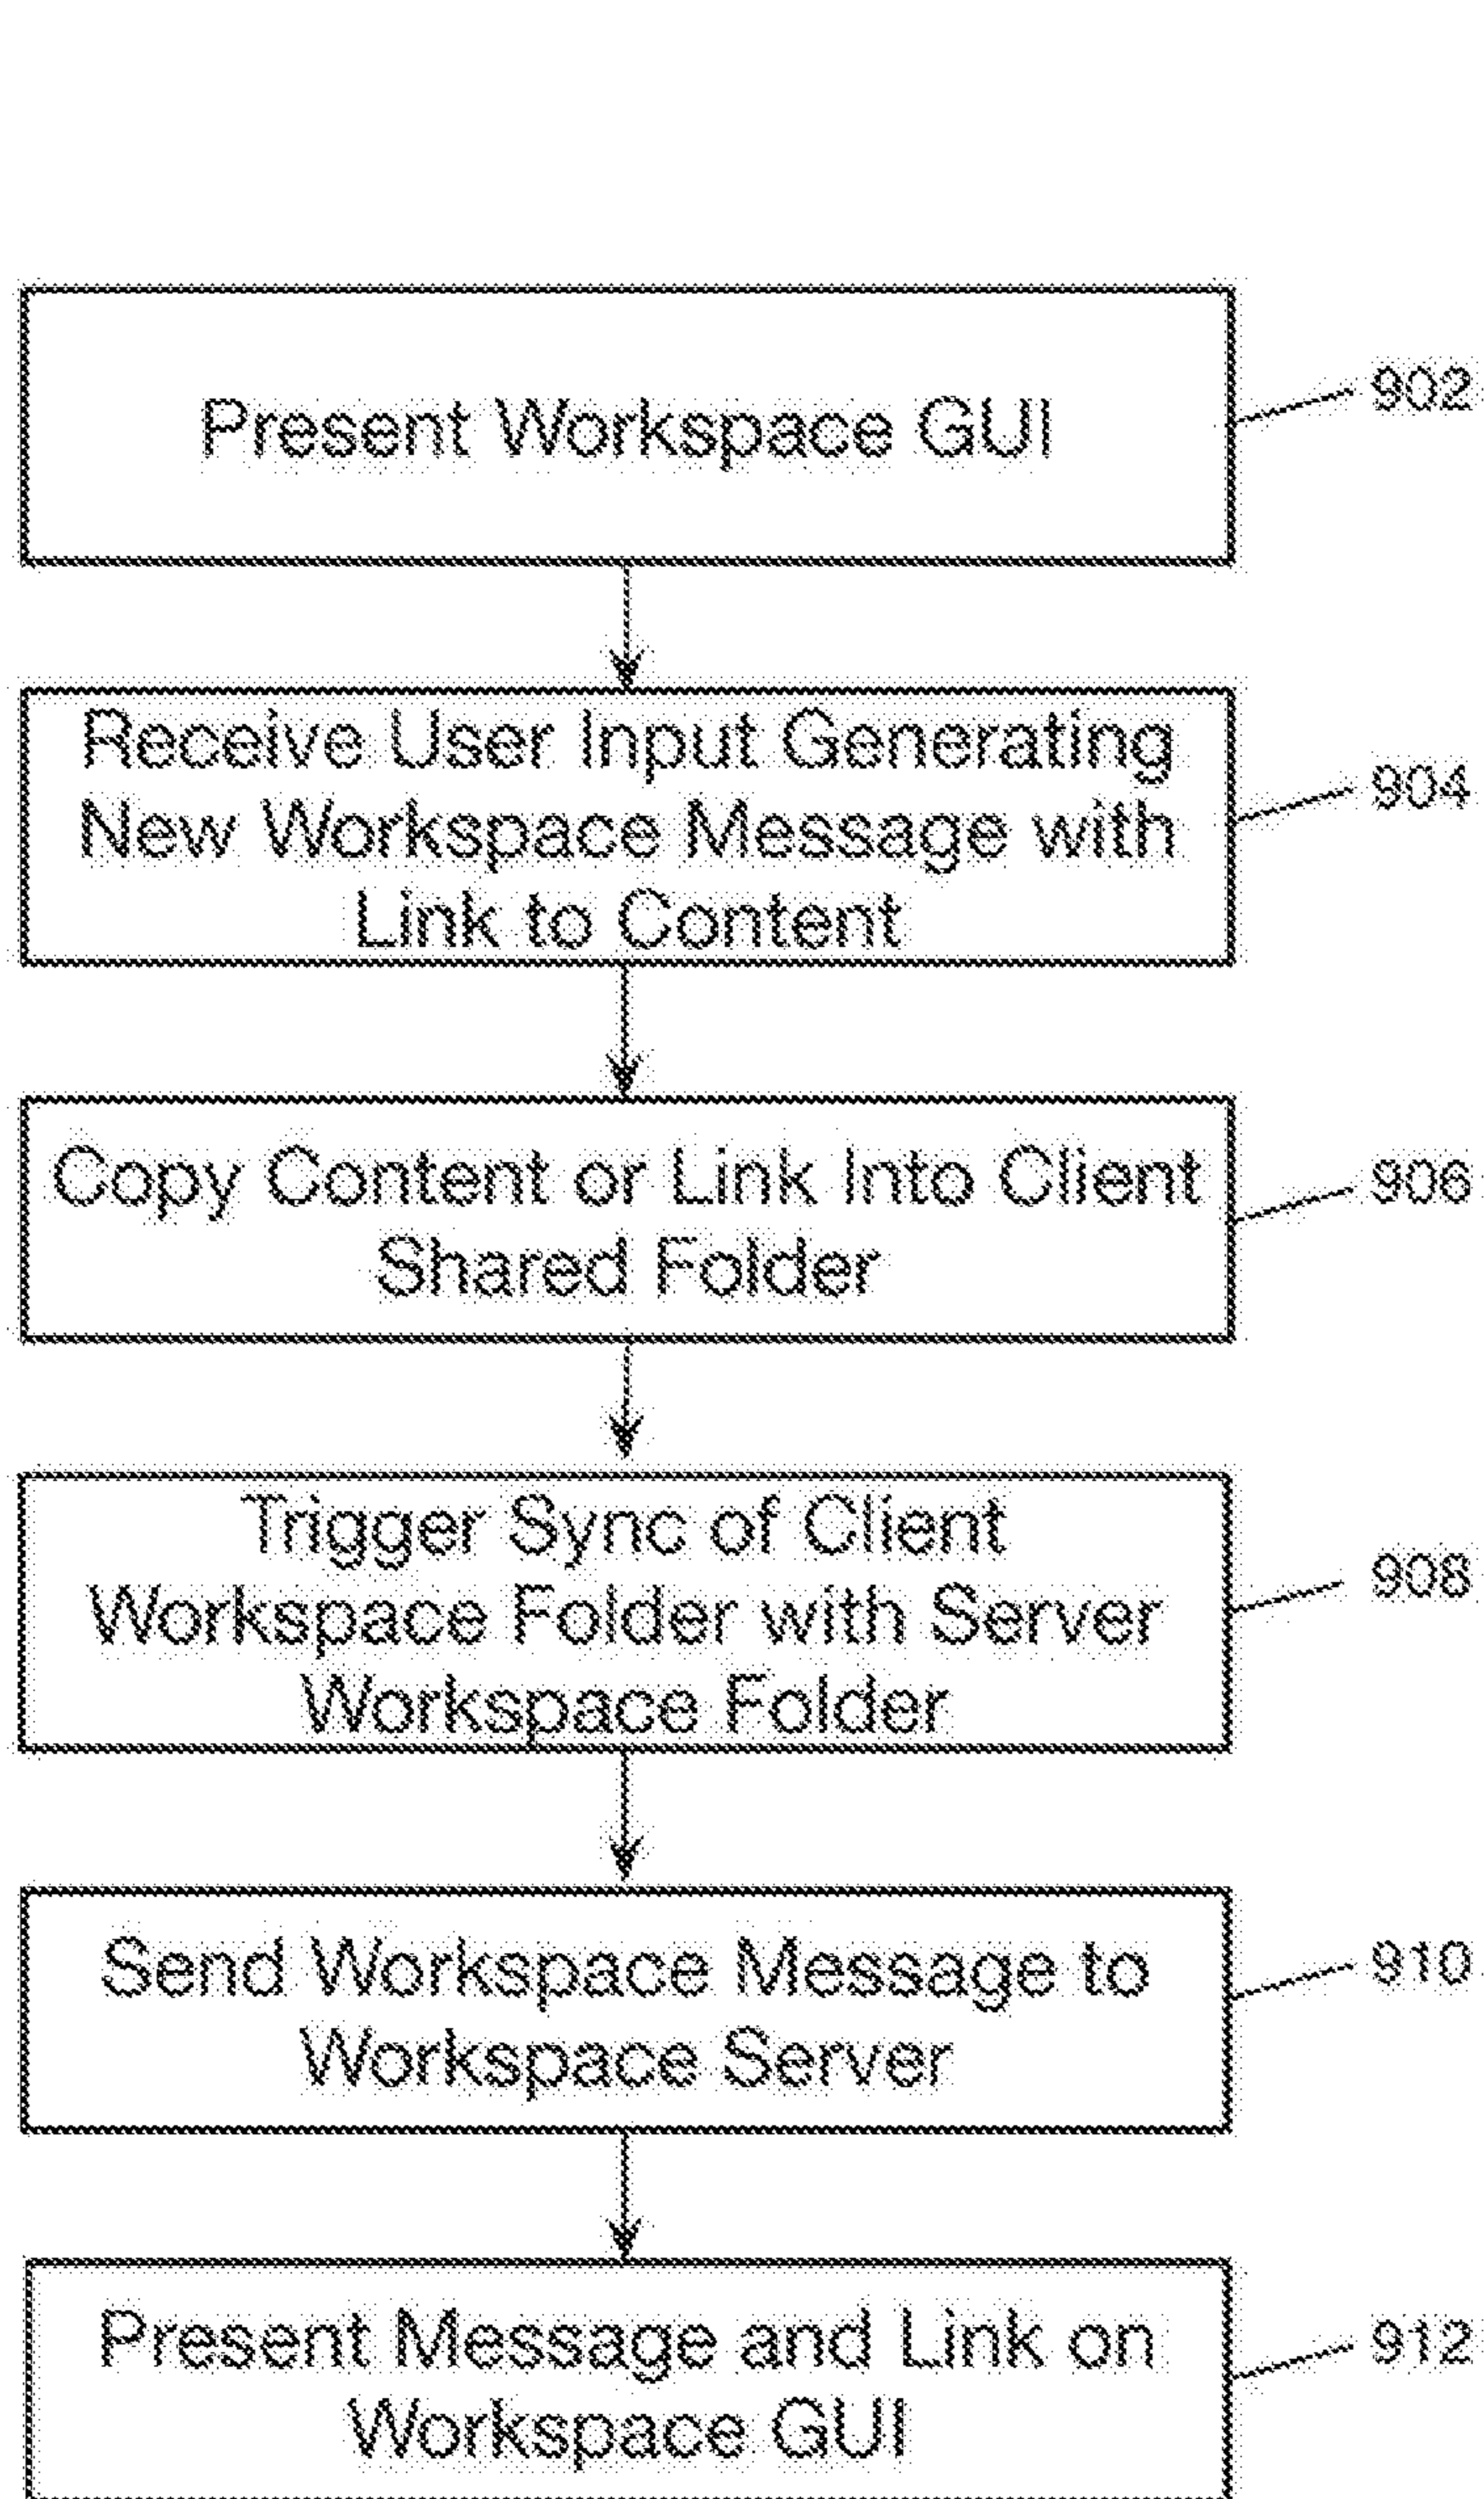 Present Workspace GUI
902
Receive User Input Generating
New Workspace Message with
Link to Content
904
Copy Content or Link Into Client
Shared Folder
906
Trigger Sync of Client
Workspace Folder with Server
Workspace Folder
908
Send Workspace Message to
Workspace Server
910
Present Message and Link on
Workspace GUI
912